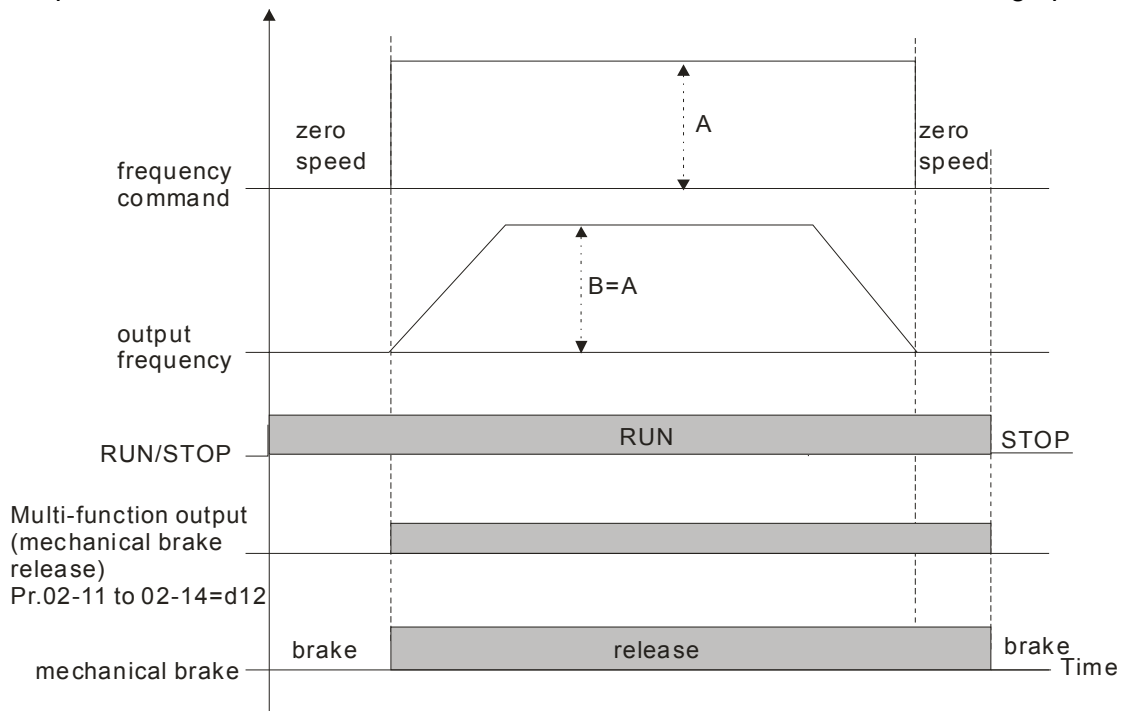 zero
speed
A
zero
speed
frequency
command
B=A
output
frequency
RUN
RUN/STOP
STOP
Multi-function output
(mechanical brake
release)
Pr.02-11 to 02-14=d12
brake
release
brake
mechanical brake
Time